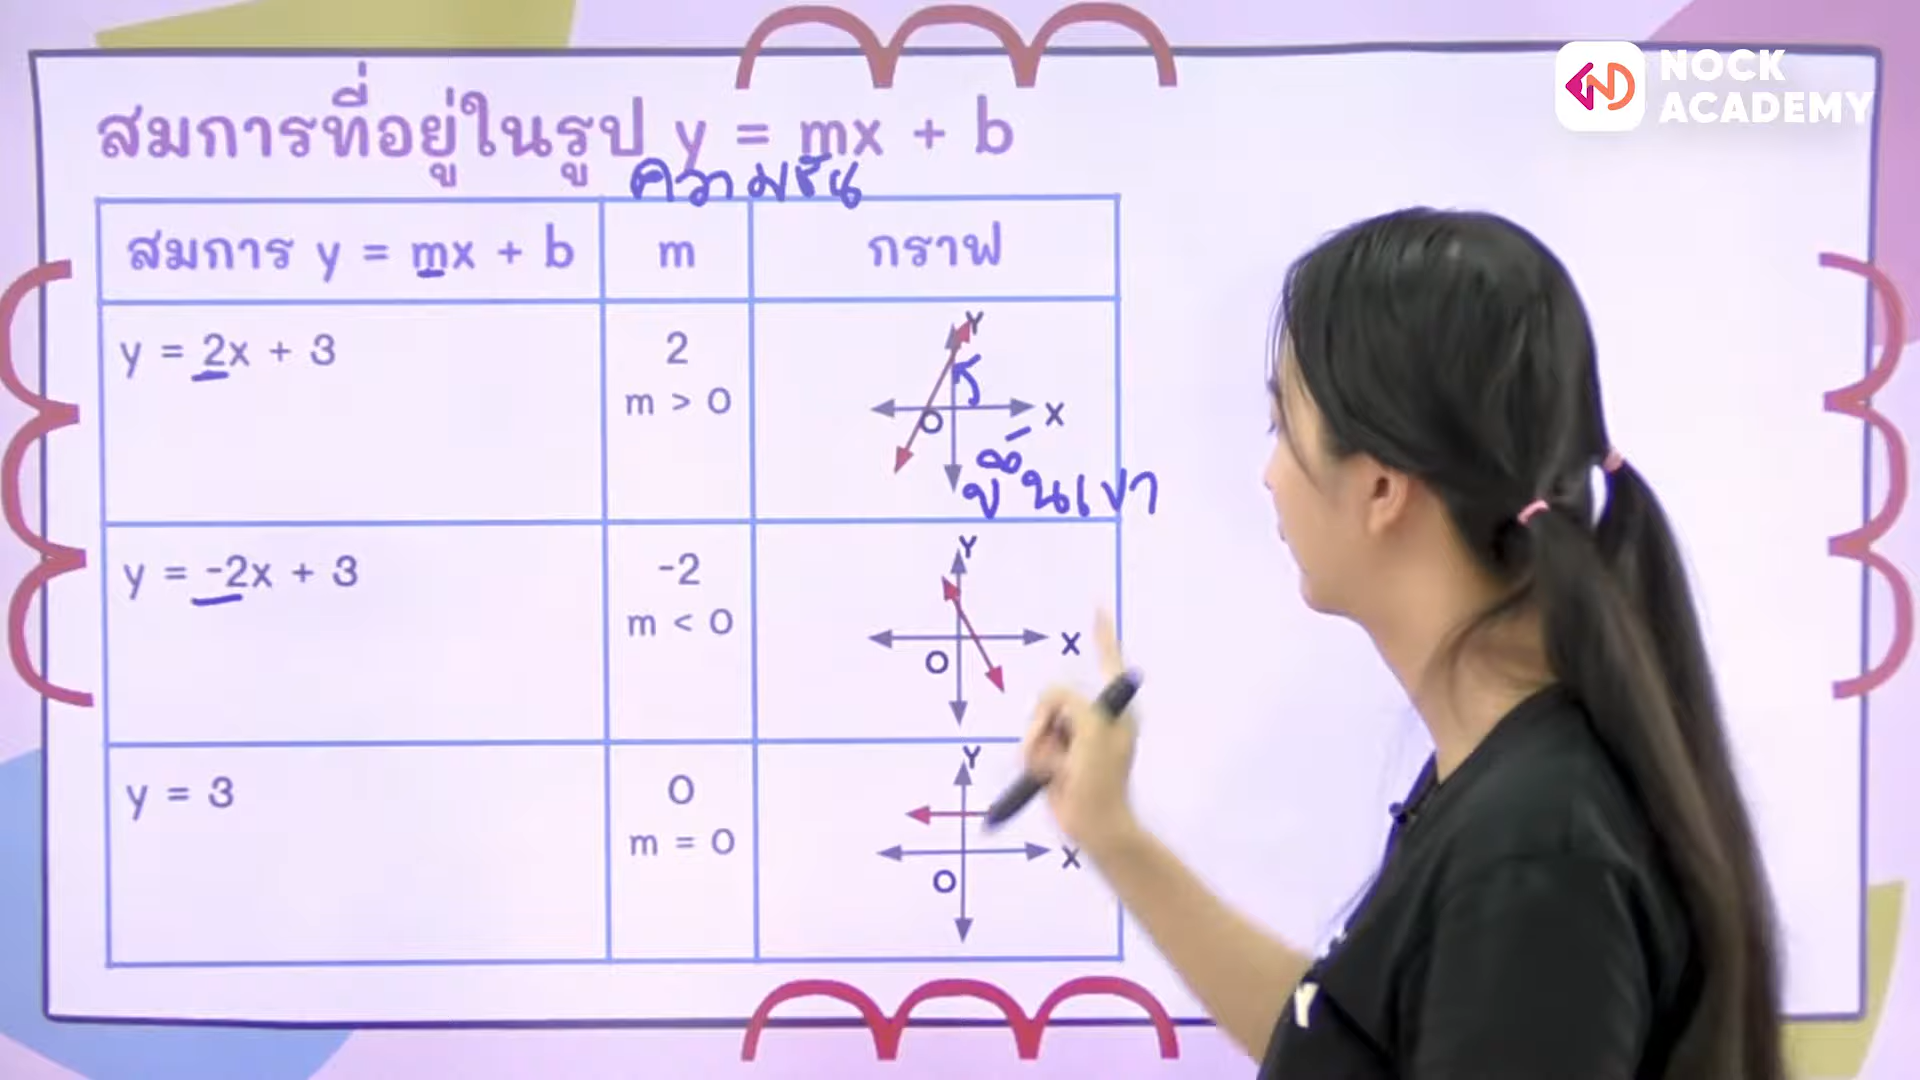 NOCK
ACADEMY
สมการที่อยู่ในรูป y = mx + b
ความชัน
สมการ y = mx + b
m
กราฟ
y = 2x + 3
2
m > 0
Y
X
O
ขึ้นเขา
y = -2x + 3
-2
m < 0
Y
X
O
y = 3
0
m = 0
Y
X
O